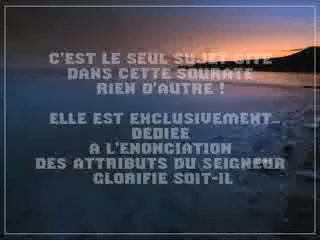 C'EST LE SEUL SUJET CITE
DANS CETTE SOURATE
RIEN D'AUTRE !
ELLE EST EXCLUSIVEMENT
DEDIEE
A L'ENONCIATION
DES ATTRIBUTS DU SEIGNEUR
GLORIFIE SOIT-IL